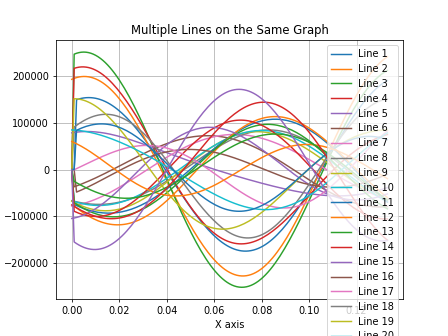 Multiple Lines on the Same Graph
200000
100000
0
−100000
−200000
0.00
0.02
0.04
0.06
0.08
0.10
X axis
Line 1
Line 2
Line 3
Line 4
Line 5
Line 6
Line 7
Line 8
Line 9
Line 10
Line 11
Line 12
Line 13
Line 14
Line 15
Line 16
Line 17
Line 18
Line 19
Line 20